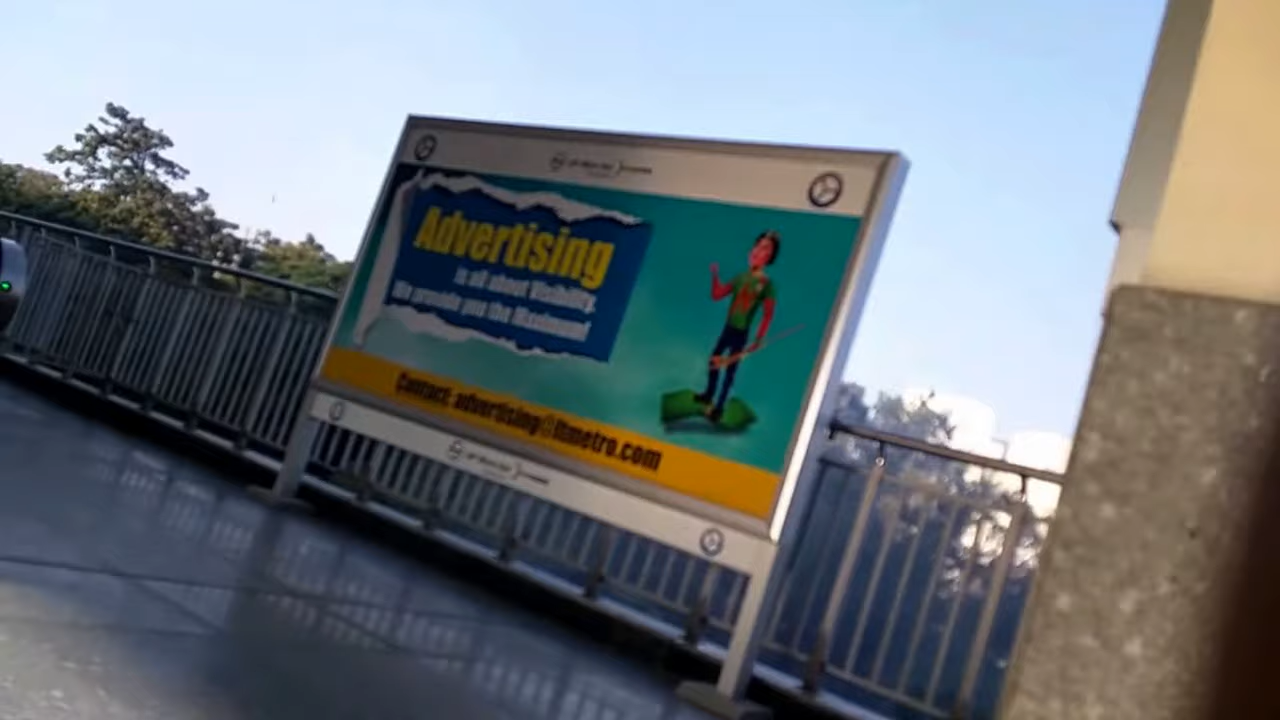 Advertising
is all about Visibility.
We provide you the Maximum!
Contact: advertising@ltmetro.com